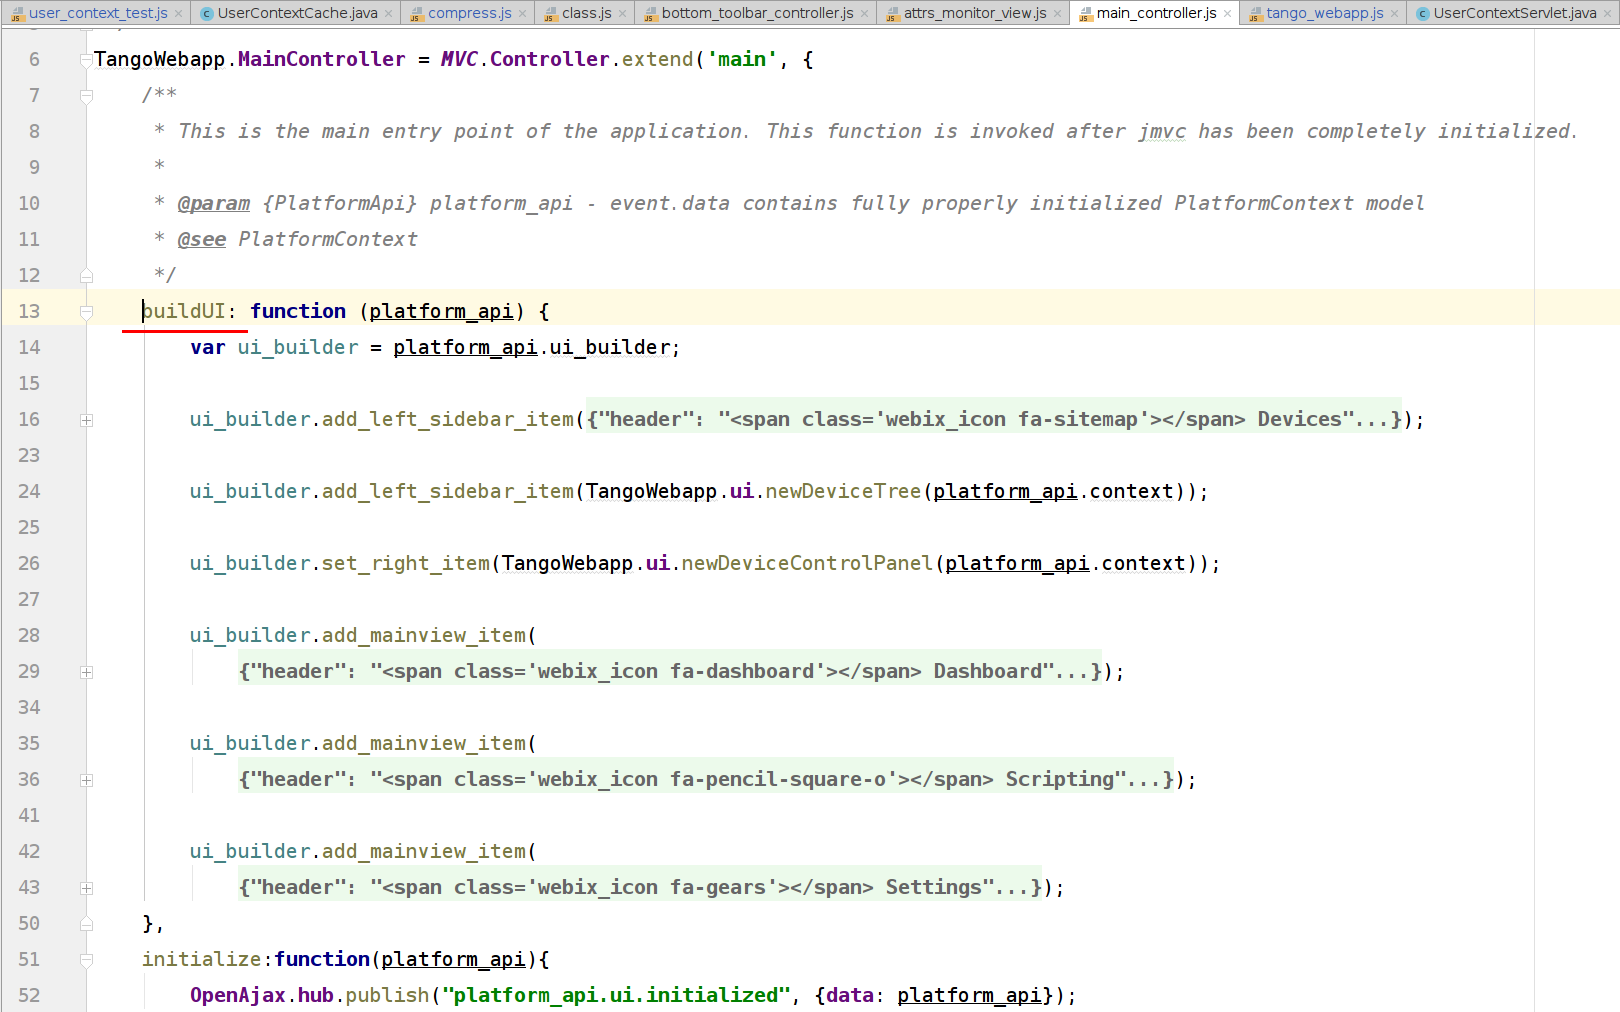 user_context_test.js × UserContextCache.java × compress.js × class.js × bottom_toolbar_controller.js × attrs_monitor_view.js × main_controller.js × tango_webapp.js × UserContextServlet.java ×
6 TangoWebapp.MainController = MVC.Controller.extend('main', {
7 /**
8 * This is the main entry point of the application. This function is invoked after jmvc has been completely initialized.
9 *
10 * @param {PlatformApi} platform_api - event.data contains fully properly initialized PlatformContext model
11 * @see PlatformContext
12 */
13 buildUI: function (platform_api) {
14 var ui_builder = platform_api.ui_builder;
15
16 ui_builder.add_left_sidebar_item({"header": "<span class='webix_icon fa-sitemap'></span> Devices"...});
23
24 ui_builder.add_left_sidebar_item(TangoWebapp.ui.newDeviceTree(platform_api.context));
25
26 ui_builder.set_right_item(TangoWebapp.ui.newDeviceControlPanel(platform_api.context));
27
28 ui_builder.add_mainview_item(
29 {"header": "<span class='webix_icon fa-dashboard'></span> Dashboard"...});
34
35 ui_builder.add_mainview_item(
36 {"header": "<span class='webix_icon fa-pencil-square-o'></span> Scripting"...});
41
42 ui_builder.add_mainview_item(
43 {"header": "<span class='webix_icon fa-gears'></span> Settings"...});
50 },
51 initialize:function(platform_api){
52 OpenAjax.hub.publish("platform_api.ui.initialized", {data: platform_api});